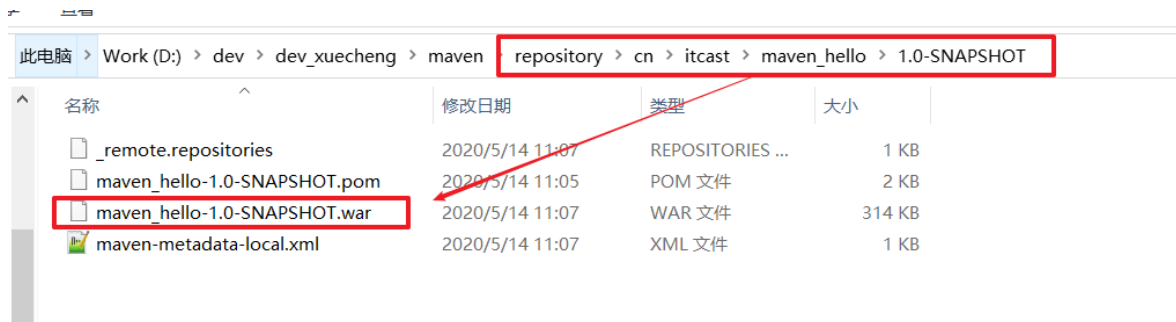 查看
此电脑 > Work (D:) > dev > dev_xuecheng > maven > repository > cn > itcast > maven_hello > 1.0-SNAPSHOT
名称 修改日期 类型 大小
_remote.repositories 2020/5/14 11:07 REPOSITORIES ... 1 KB
maven_hello-1.0-SNAPSHOT.pom 2020/5/14 11:05 POM 文件 2 KB
maven_hello-1.0-SNAPSHOT.war 2020/5/14 11:07 WAR 文件 314 KB
maven-metadata-local.xml 2020/5/14 11:07 XML 文件 1 KB